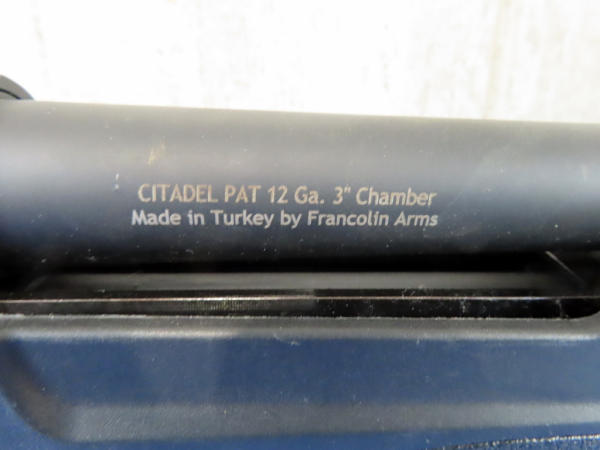 CITADEL PAT 12 Ga. 3" Chamber
Made in Turkey by Francolin Arms